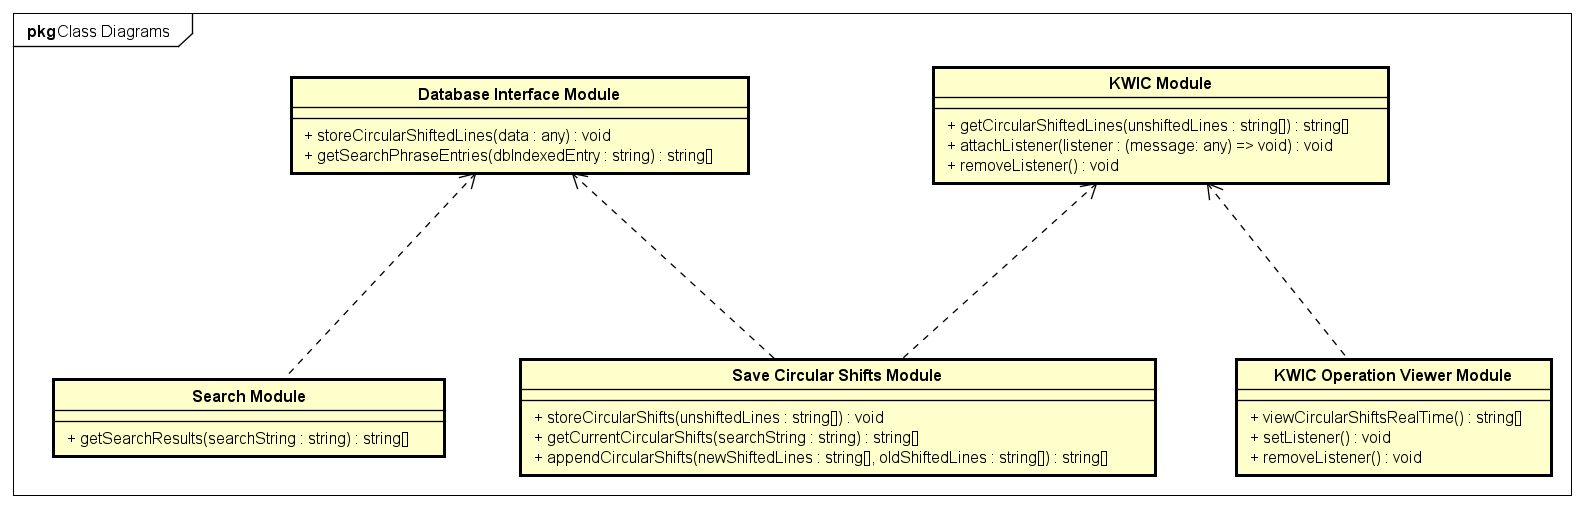 pkg Class Diagrams
Database Interface Module
+ storeCircularShiftedLines(data : any) : void
+ getSearchPhraseEntries(dbIndexedEntry : string) : string[]
KWIC Module
+ getCircularShiftedLines(unshiftedLines : string[]) : string[]
+ attachListener(listener : (message: any) => void) : void
+ removeListener() : void
Search Module
+ getSearchResults(searchString : string) : string[]
Save Circular Shifts Module
+ storeCircularShifts(unshiftedLines : string[]) : void
+ getCurrentCircularShifts(searchString : string) : string[]
+ appendCircularShifts(newShiftedLines : string[], oldShiftedLines : string[]) : string[]
KWIC Operation Viewer Module
+ viewCircularShiftsRealTime() : string[]
+ setListener() : void
+ removeListener() : void